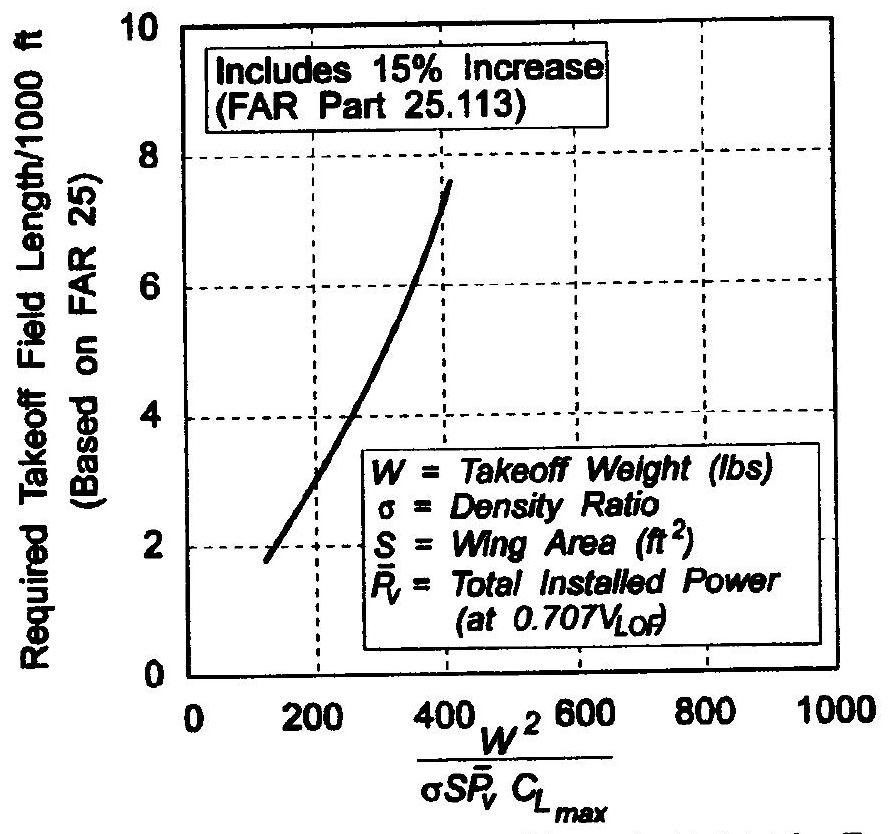 Required Takeoff Field Length/1000 ft
(Based on FAR 25)
10
8
6
4
2
0
Includes 15% Increase
(FAR Part 25.113)
W = Takeoff Weight (lbs)
σ = Density Ratio
S = Wing Area (ft²)
P̄ᵥ = Total Installed Power
(at 0.707V_LOF)
0 200 400 600 800 1000
W²
σSP̄ᵥ C_Lmax